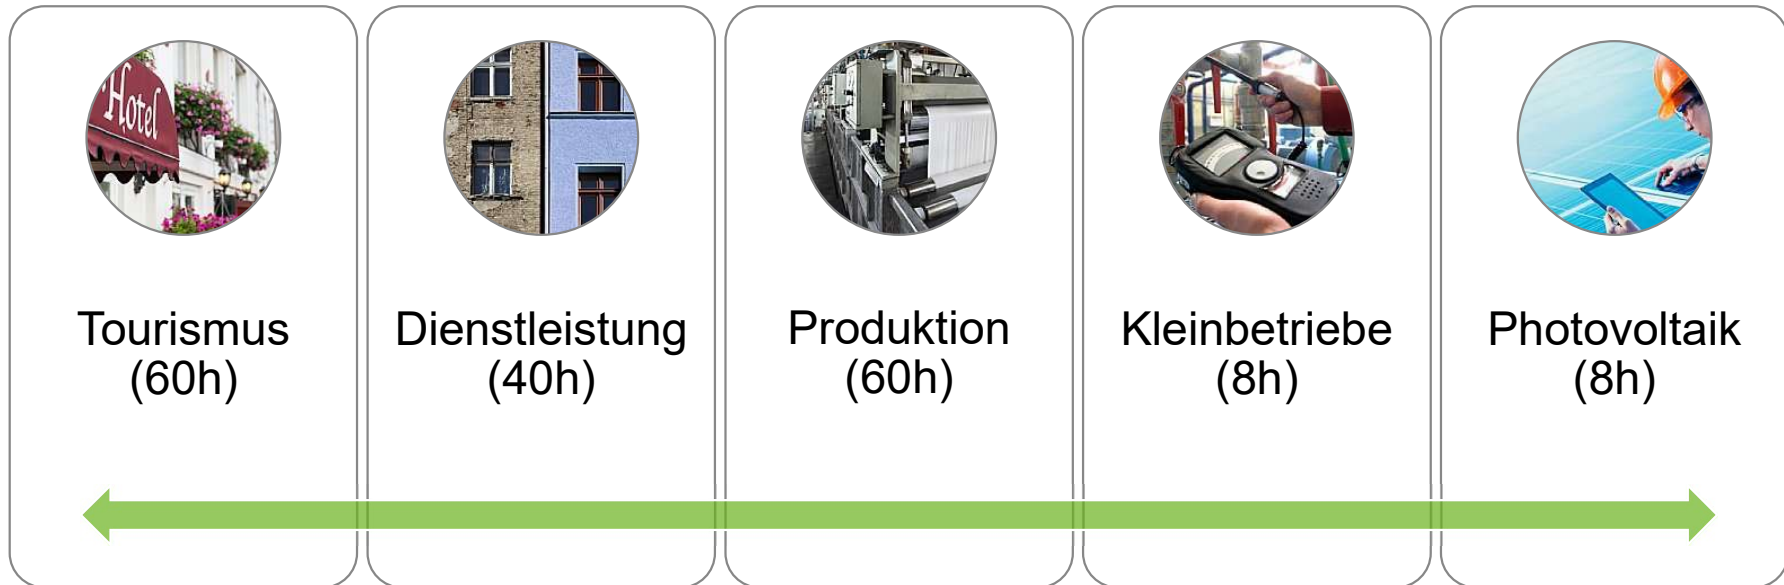 Hotel
Tourismus
(60h)
Dienstleistung
(40h)
Produktion
(60h)
Kleinbetriebe
(8h)
Photovoltaik
(8h)